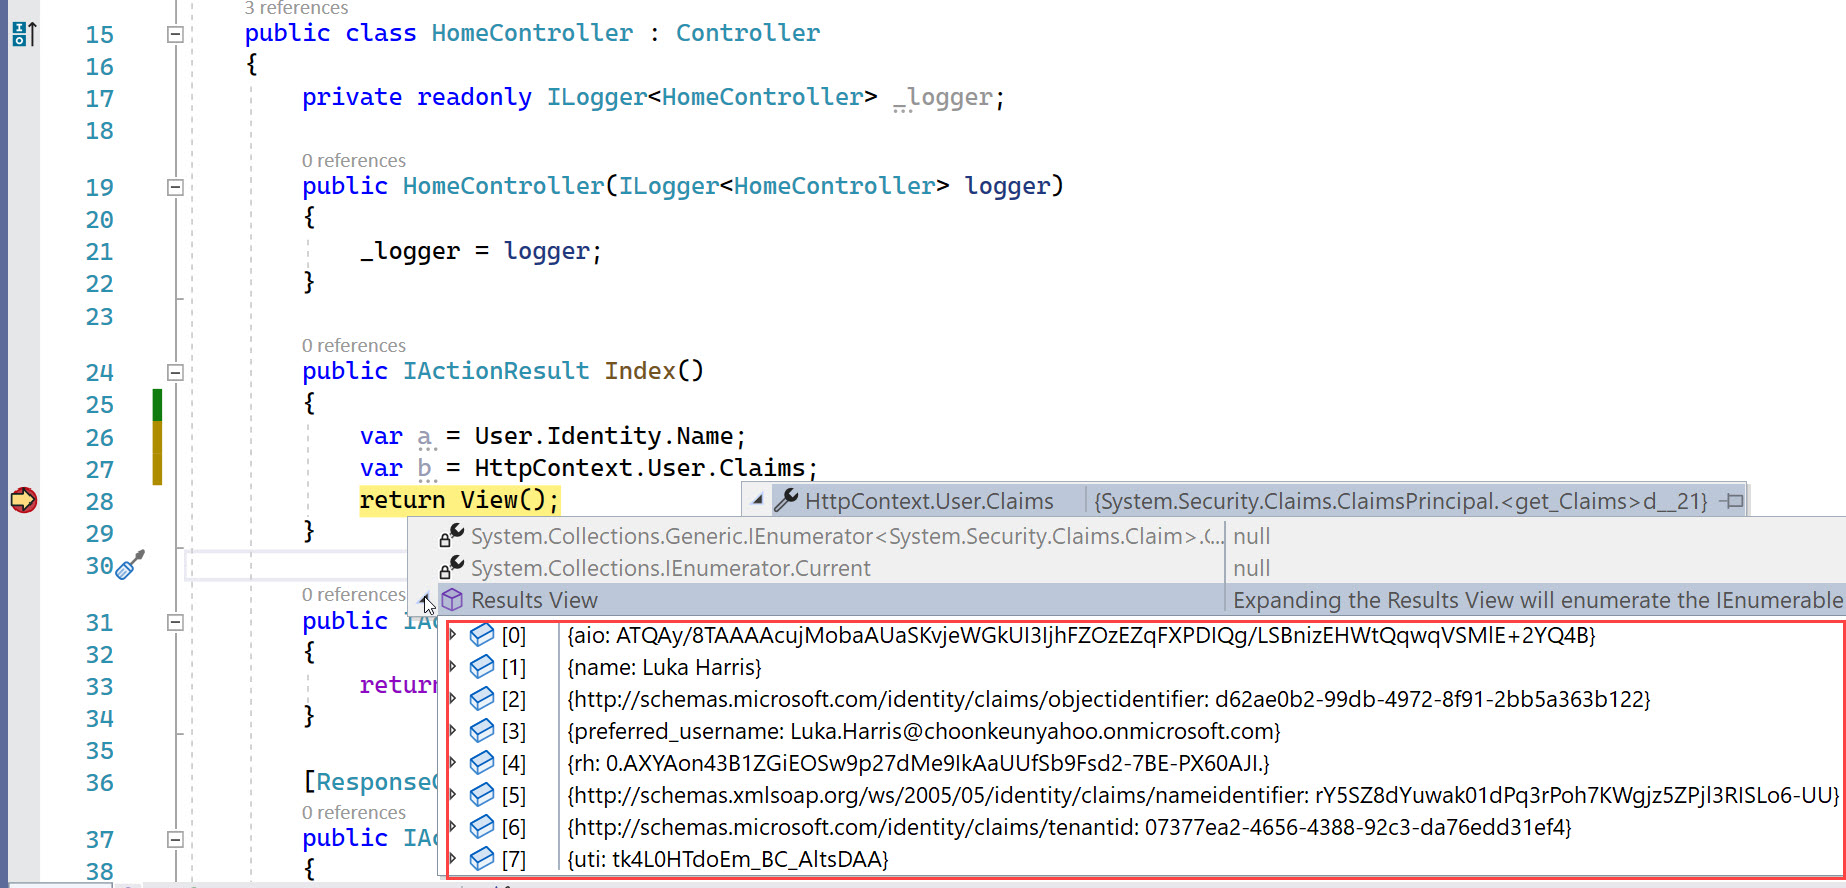 3 references
15 public class HomeController : Controller
16 {
17 private readonly ILogger<HomeController> _logger;
18
0 references
19 public HomeController(ILogger<HomeController> logger)
20 {
21 _logger = logger;
22 }
23
0 references
24 public IActionResult Index()
25 {
26 var a = User.Identity.Name;
27 var b = HttpContext.User.Claims;
28 return View(); HttpContext.User.Claims {System.Security.Claims.ClaimsPrincipal.<get_Claims>d__21}
29 } System.Collections.Generic.IEnumerator<System.Security.Claims.Claim>.C... null
30 System.Collections.IEnumerator.Current null
0 references Results View Expanding the Results View will enumerate the IEnumerable
31 public IAc [0] {aio: ATQAy/8TAAAAcujMobaAUaSKvjeWGkUI3IjhFZOzEZqFXPDIQg/LSBnizEHWtQqwqVSMlE+2YQ4B}
32 { [1] {name: Luka Harris}
33 return [2] {http://schemas.microsoft.com/identity/claims/objectidentifier: d62ae0b2-99db-4972-8f91-2bb5a363b122}
34 } [3] {preferred_username: Luka.Harris@choonkeunyahoo.onmicrosoft.com}
35 [4] {rh: 0.AXYAon43B1ZGiEOSw9p27dMe9IkAaUUfSb9Fsd2-7BE-PX60AJI.}
36 [ResponseC [5] {http://schemas.xmlsoap.org/ws/2005/05/identity/claims/nameidentifier: rY5SZ8dYuwak01dPq3rPoh7KWgjz5ZPjl3RISLo6-UU}
0 references
37 public IAc [6] {http://schemas.microsoft.com/identity/claims/tenantid: 07377ea2-4656-4388-92c3-da76edd31ef4}
38 { [7] {uti: tk4L0HTdoEm_BC_AltsDAA}